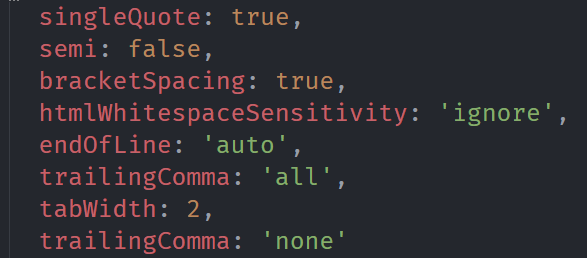 singleQuote: true,
semi: false,
bracketSpacing: true,
htmlWhitespaceSensitivity: 'ignore',
endOfLine: 'auto',
trailingComma: 'all',
tabWidth: 2,
trailingComma: 'none'